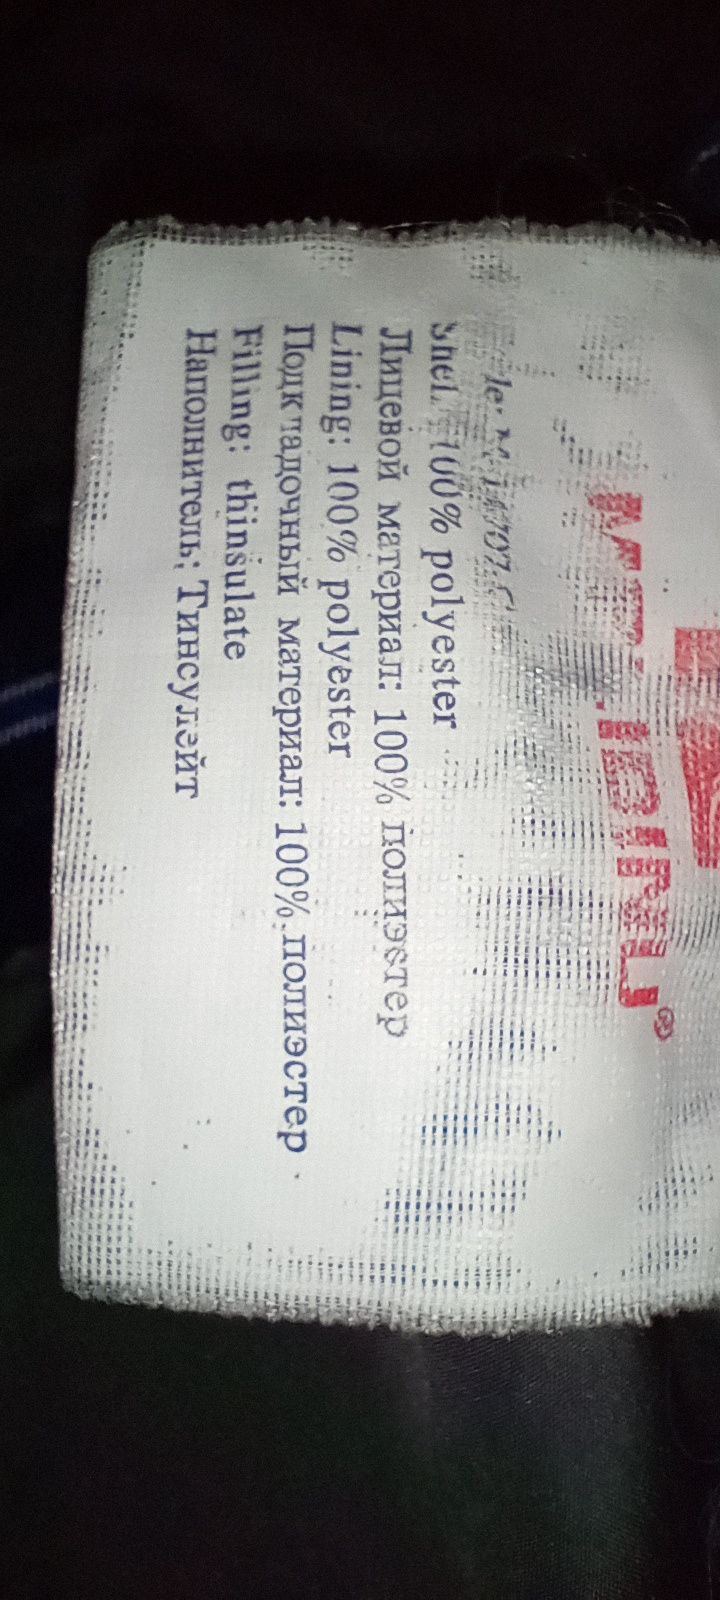 ®
Shell: 100% polyester
Лицевой материал: 100% полиэстер
Lining: 100% polyester
Подкладочный материал: 100% полиэстер
Filling: thinsulate
Наполнитель: Тинсулейт